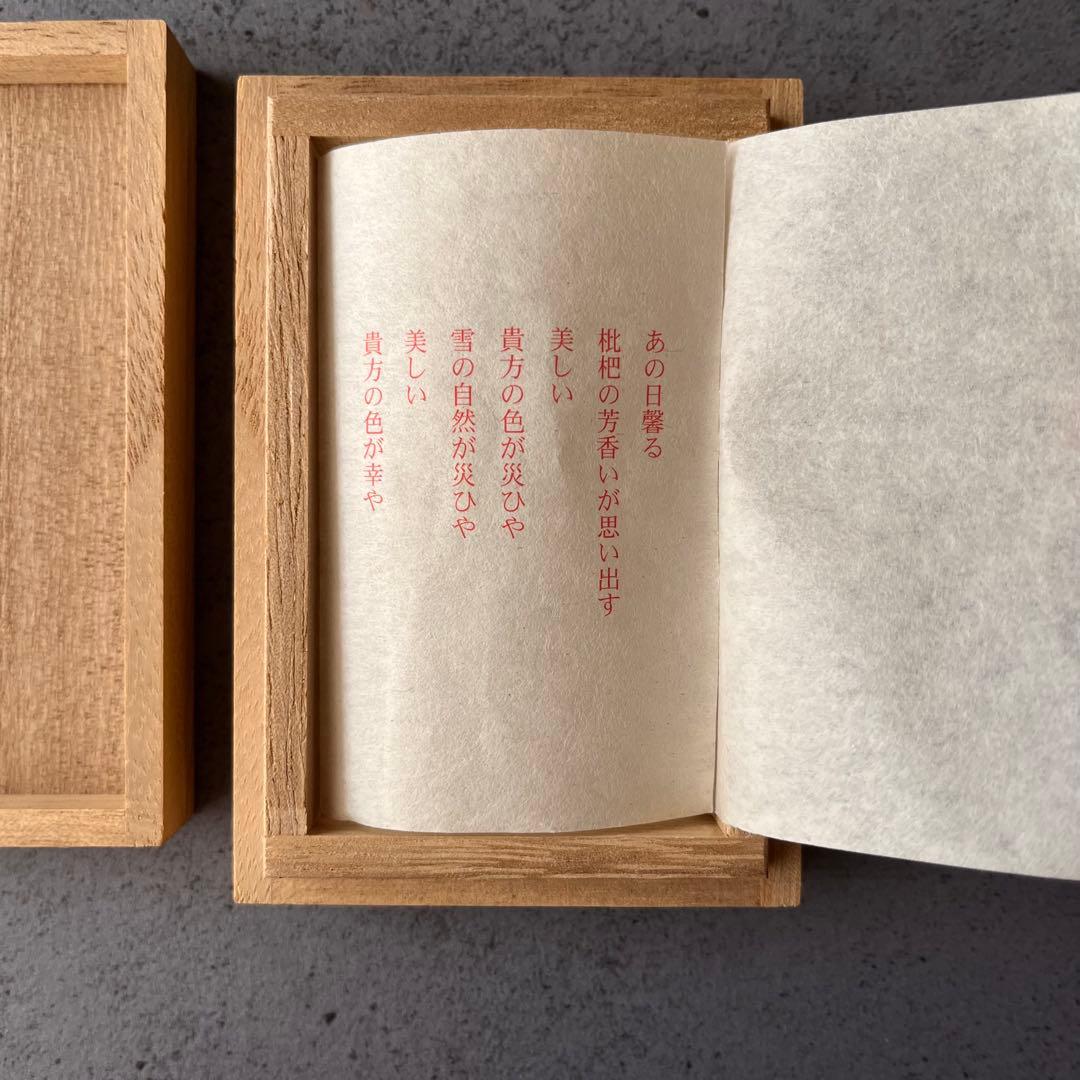 あの日馨る
枇杷の芳香いが思い出す
美しい
貴方の色が災ひや
雪の自然が災ひや
美しい
貴方の色が幸や